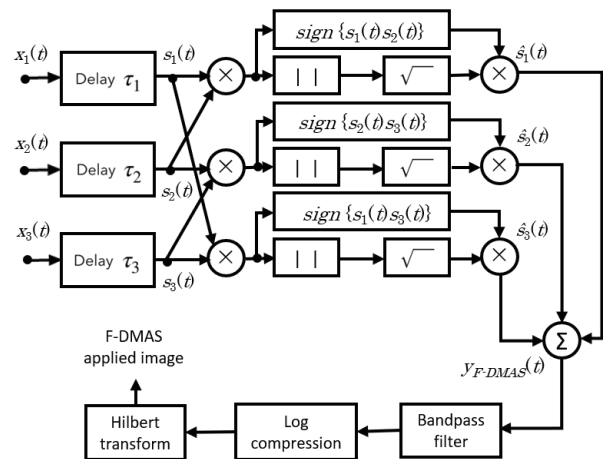 x₁(t)
Delay τ₁
s₁(t)
×
sign {s₁(t)s₂(t)}
| |
√
×
ŝ₁(t)
x₂(t)
Delay τ₂
s₂(t)
×
sign {s₂(t)s₃(t)}
| |
√
×
ŝ₂(t)
x₃(t)
Delay τ₃
s₃(t)
×
sign {s₁(t)s₃(t)}
| |
√
×
ŝ₃(t)
Σ
y_F-DMAS(t)
F-DMAS
applied image
Hilbert
transform
Log
compression
Bandpass
filter